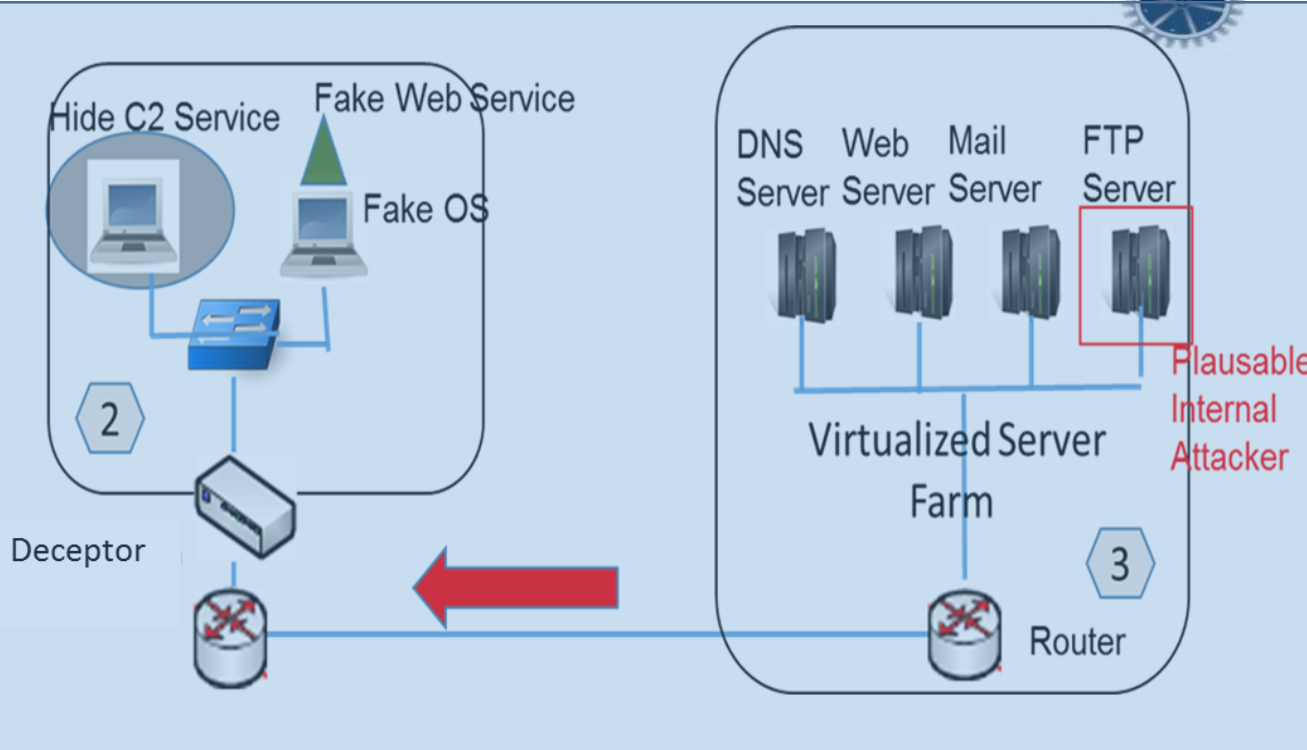 Hide C2 Service
Fake Web Service
Fake OS
2
Deceptor
DNS
Server
Web
Server
Mail
Server
FTP
Server
Plausable
Internal
Attacker
Virtualized Server
Farm
3
Router